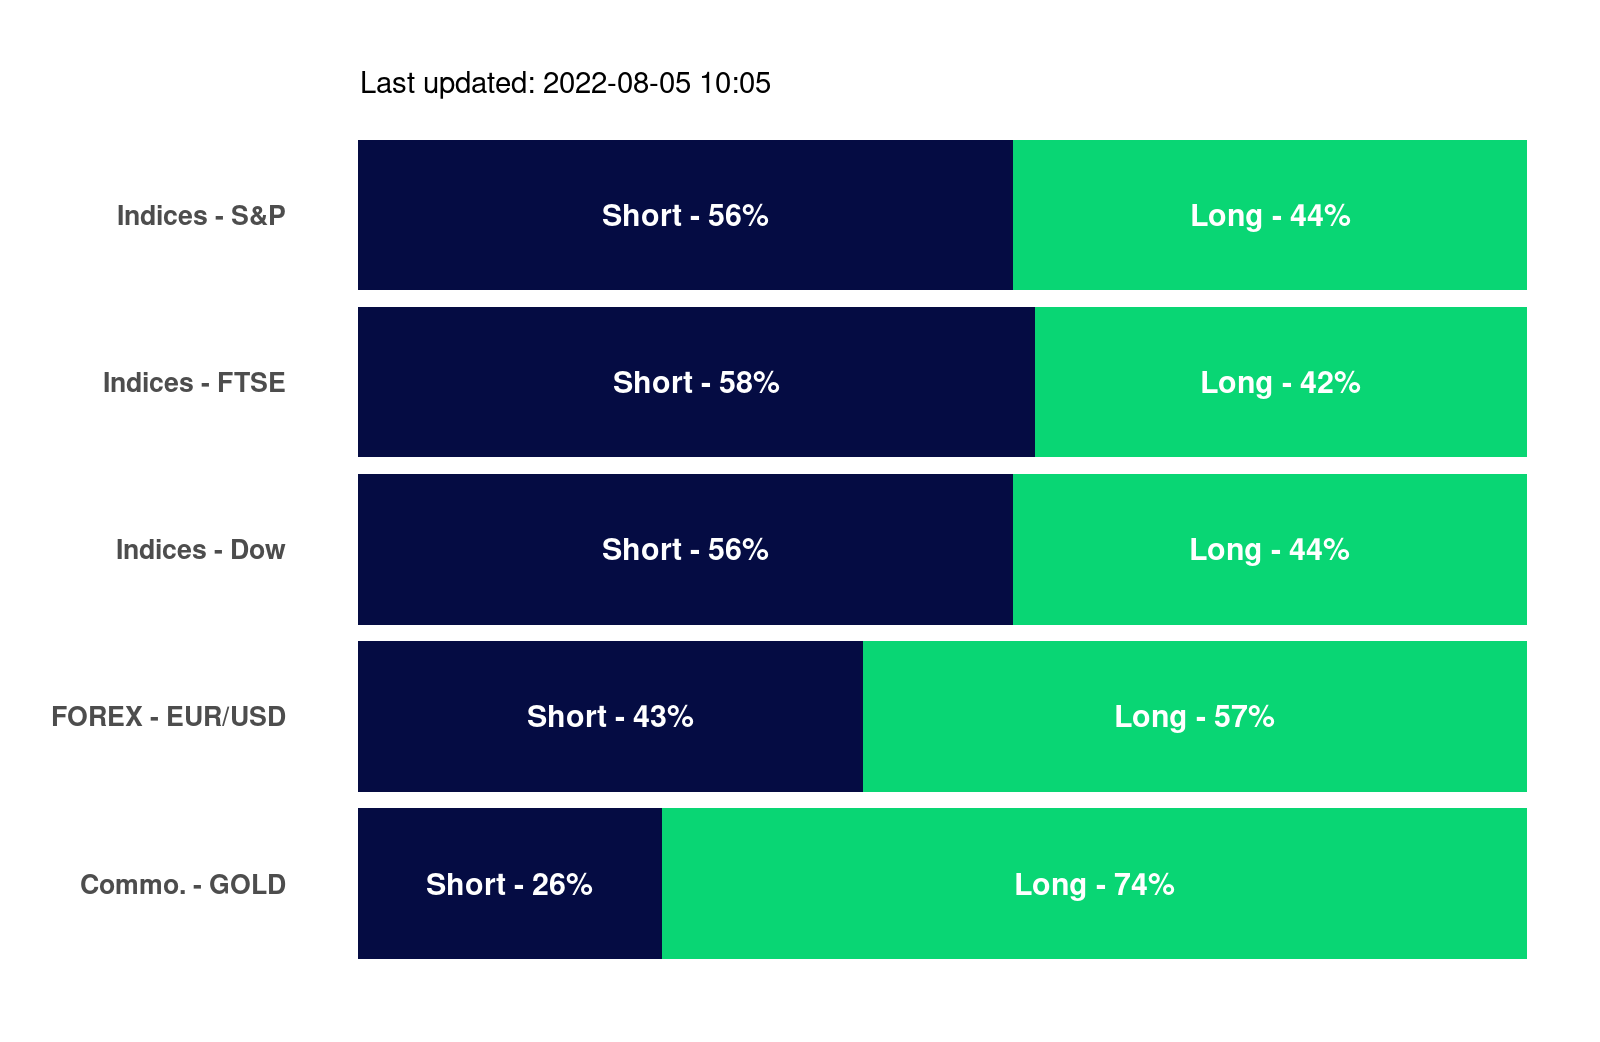 Last updated: 2022-08-05 10:05
Indices - S&P
Short - 56%
Long - 44%
Indices - FTSE
Short - 58%
Long - 42%
Indices - Dow
Short - 56%
Long - 44%
FOREX - EUR/USD
Short - 43%
Long - 57%
Commo. - GOLD
Short - 26%
Long - 74%